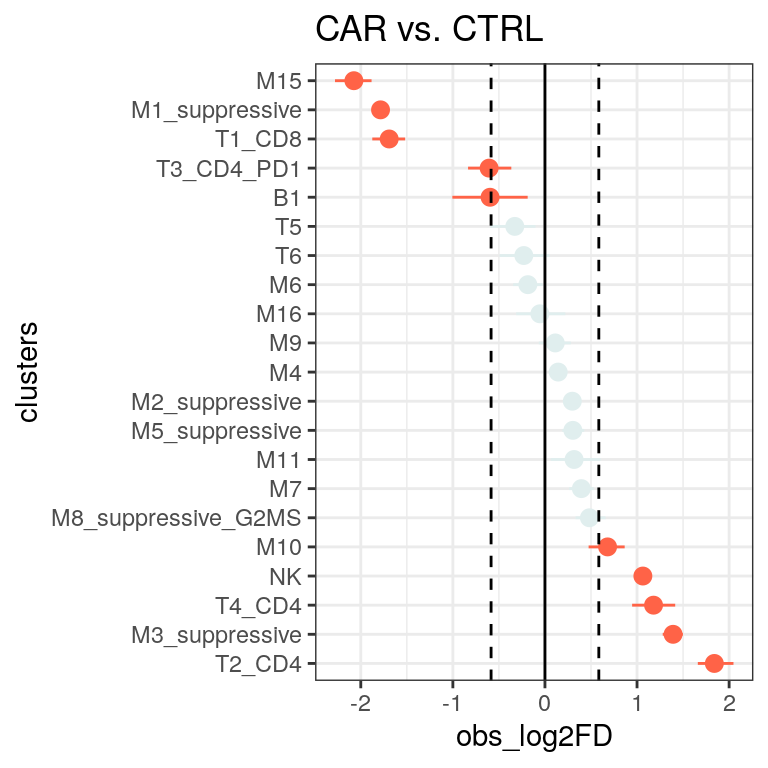 CAR vs. CTRL
clusters
M15
M1_suppressive
T1_CD8
T3_CD4_PD1
B1
T5
T6
M6
M16
M9
M4
M2_suppressive
M5_suppressive
M11
M7
M8_suppressive_G2MS
M10
NK
T4_CD4
M3_suppressive
T2_CD4
-2 -1 0 1 2
obs_log2FD